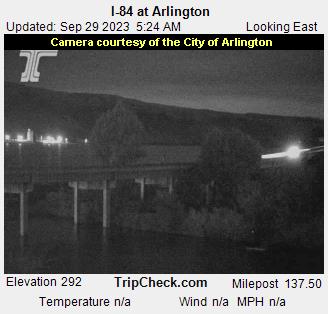 I-84 at Arlington
Updated: Sep 29 2023 5:24 AM Looking East
Camera courtesy of the City of Arlington
Elevation 292 TripCheck.com Milepost 137.50
Temperature n/a Wind n/a MPH n/a